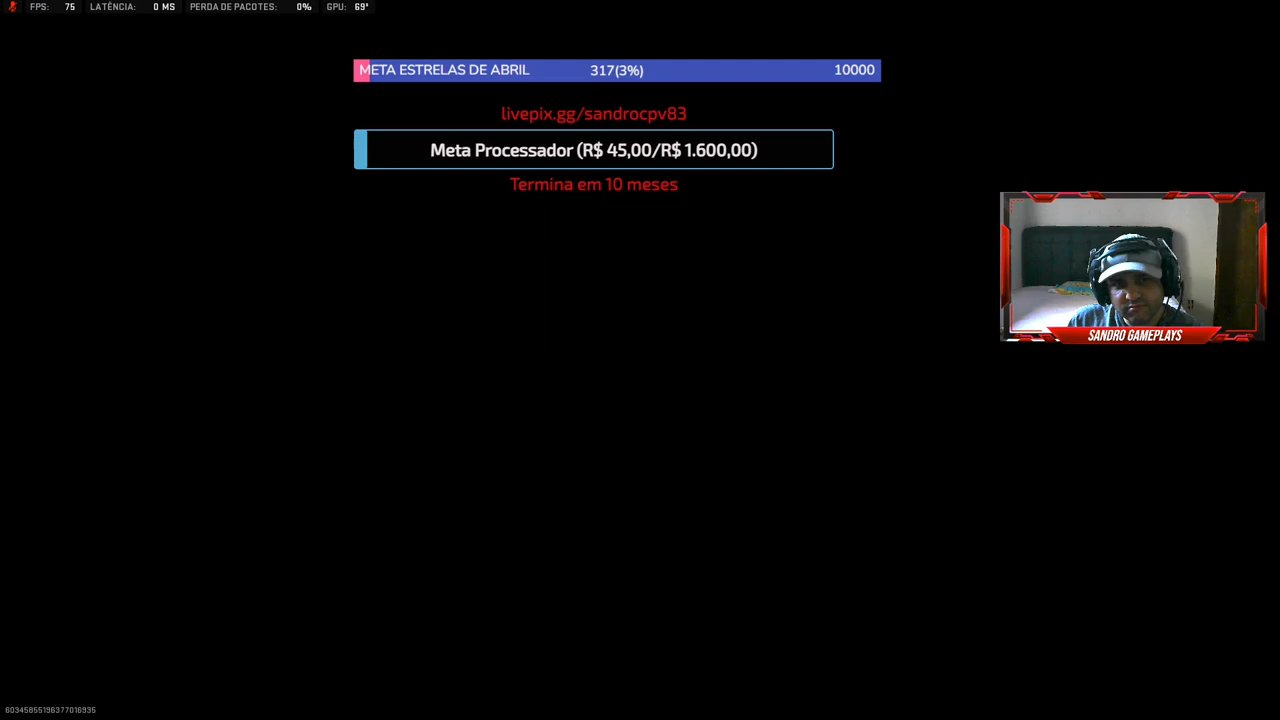 FPS: 75 LATÊNCIA: 0 MS PERDA DE PACOTES: 0% GPU: 69°
META ESTRELAS DE ABRIL 317(3%) 10000
livepix.gg/sandrocpv83
Meta Processador (R$ 45,00/R$ 1.600,00)
Termina em 10 meses
SANDRO GAMEPLAYS
60345855196377016935